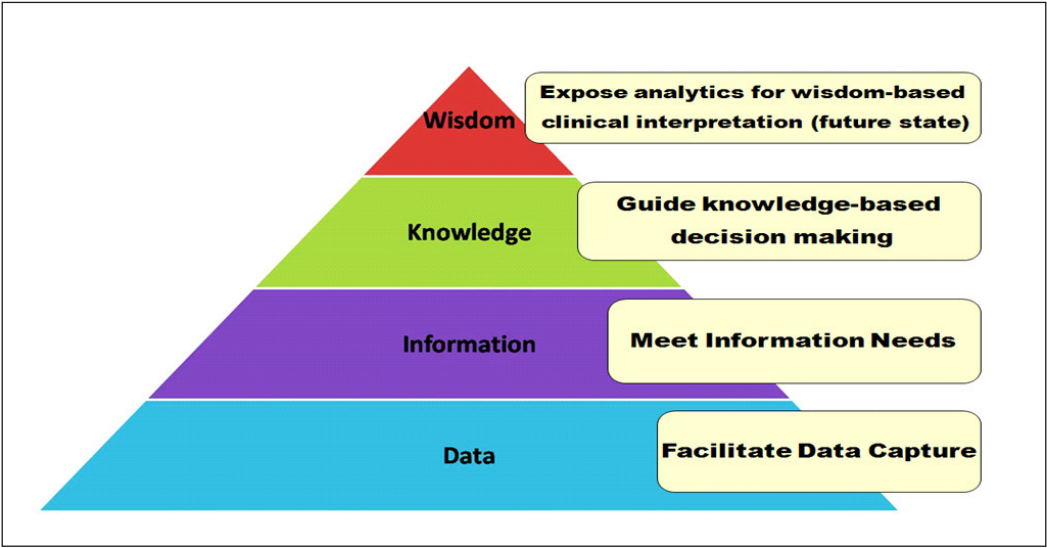 Wisdom
Expose analytics for wisdom-based
clinical interpretation (future state)
Knowledge
Guide knowledge-based
decision making
Information
Meet Information Needs
Data
Facilitate Data Capture